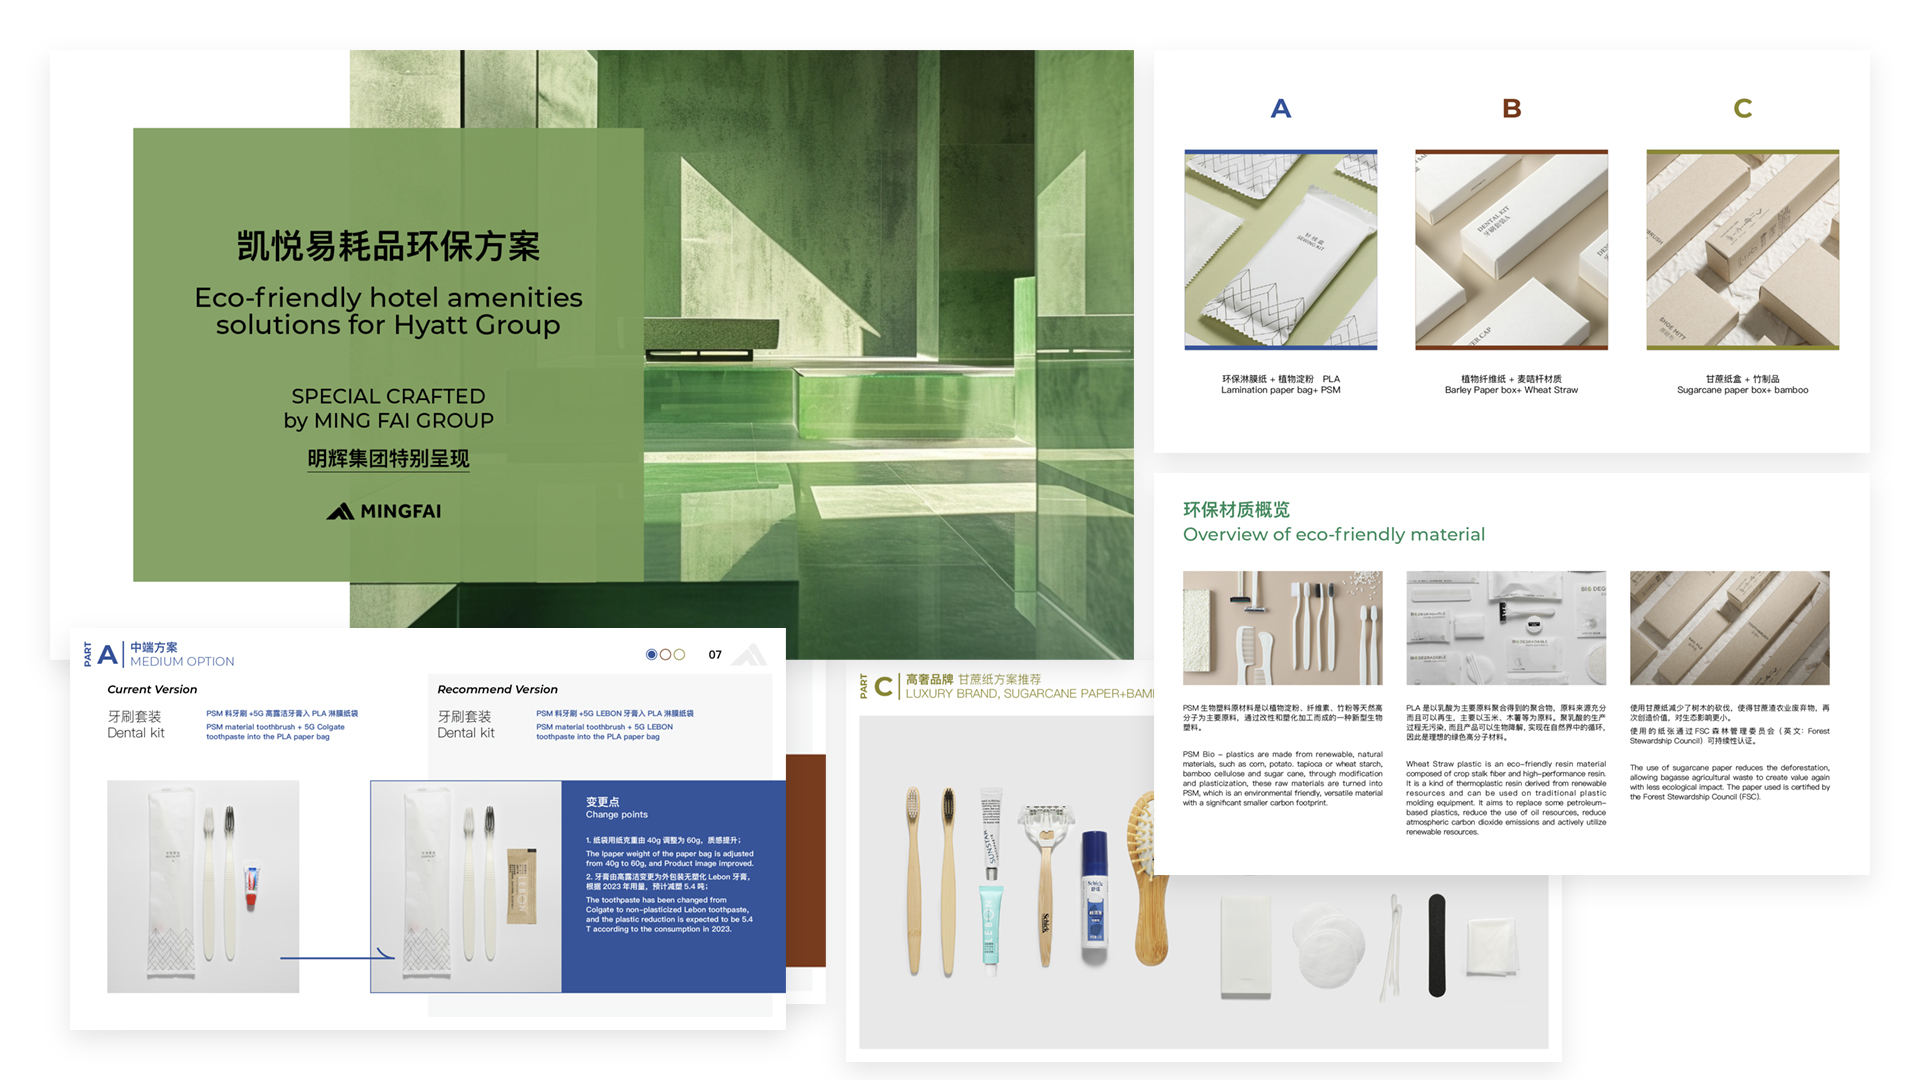 凯悦易耗品环保方案
Eco-friendly hotel amenities
solutions for Hyatt Group
SPECIAL CRAFTED
by MING FAI GROUP
明辉集团特别呈现
MINGFAI
A
B
C
SEWING KIT
DENTAL KIT
SHOE MITT
环保淋膜纸 + 植物淀粉 PLA
Lamination paper bag+ PSM
植物纤维纸 + 麦秸杆材质
Barley Paper box+ Wheat Straw
甘蔗纸盒 + 竹制品
Sugarcane paper box+ bamboo
环保材质概览
Overview of eco-friendly material
PSM 生物塑料原材料是以植物淀粉、纤维素、竹粉等天然高
分子为主要原料，通过改性和塑化加工而成的一种新型生物
塑料。
PSM Bio - plastics are made from renewable, natural
materials, such as corn, potato. tapioca or wheat starch,
bamboo cellulose and sugar cane, through modification
and plasticization, these raw materials are turned into
PSM, which is an environmental friendly, versatile material
with a significant smaller carbon footprint.
PLA 是以乳酸为主要原料聚合得到的聚合物，原料来源充分
而且可以再生，主要以玉米、木薯等为原料。聚乳酸的生产
过程无污染，而且产品可以生物降解，实现在自然界中的循环，
因此是理想的绿色高分子材料。
Wheat Straw plastic is an eco-friendly resin material
composed of crop stalk fiber and high-performance resin.
It is a kind of thermoplastic resin derived from renewable
resources and can be used on traditional plastic
molding equipment. It aims to replace some petroleum-
based plastics, reduce the use of oil resources, reduce
atmospheric carbon dioxide emissions and actively utilize
renewable resources.
使用甘蔗纸减少了树木的砍伐，使得甘蔗渣农业废弃物，再
次创造价值，对生态影响更小。
使用的纸张通过 FSC 森林管理委员会（英文：Forest
Stewardship Council）可持续性认证。
The use of sugarcane paper reduces the deforestation,
allowing bagasse agricultural waste to create value again
with less ecological impact. The paper used is certified by
the Forest Stewardship Council (FSC).
PART A 中端方案
MEDIUM OPTION
07
Current Version
牙刷套装
Dental kit
PSM 料牙刷 +5G 高露洁牙膏入 PLA 淋膜纸袋
PSM material toothbrush + 5G Colgate
toothpaste into the PLA paper bag
Recommend Version
牙刷套装
Dental kit
PSM 料牙刷 +5G LEBON 牙膏入 PLA 淋膜纸袋
PSM material toothbrush + 5G LEBON
toothpaste into the PLA paper bag
变更点
Change points
1. 纸袋用纸克重由 40g 调整为 60g，质感提升；
The lpaper weight of the paper bag is adjusted
from 40g to 60g, and Product image improved.
2. 牙膏由高露洁变更为外包装无塑化 Lebon 牙膏，
根据 2023 年用量，预计减塑 5.4 吨；
The toothpaste has been changed from
Colgate to non-plasticized Lebon toothpaste,
and the plastic reduction is expected to be 5.4
T according to the consumption in 2023.
PART C 高奢品牌 甘蔗纸方案推荐
LUXURY BRAND, SUGARCANE PAPER+BAM
SUNSTAR
LEBON
Schick
Schick